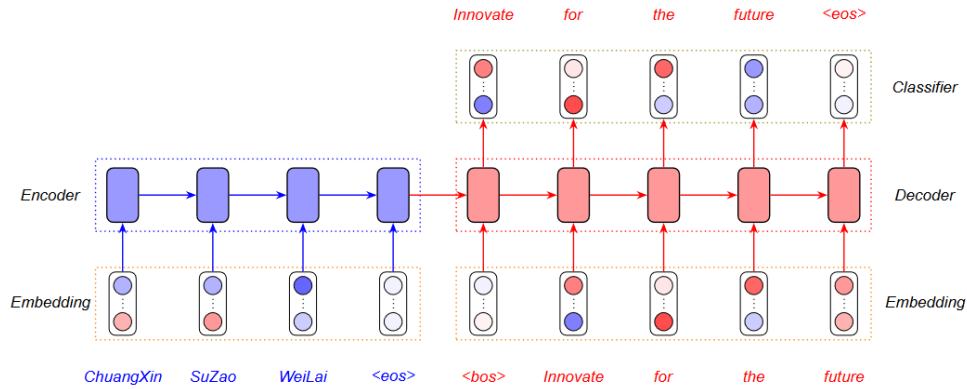 Innovate for the future <eos>
Classifier
Encoder
Decoder
Embedding
Embedding
ChuangXin SuZao WeiLai <eos> <bos> Innovate for the future